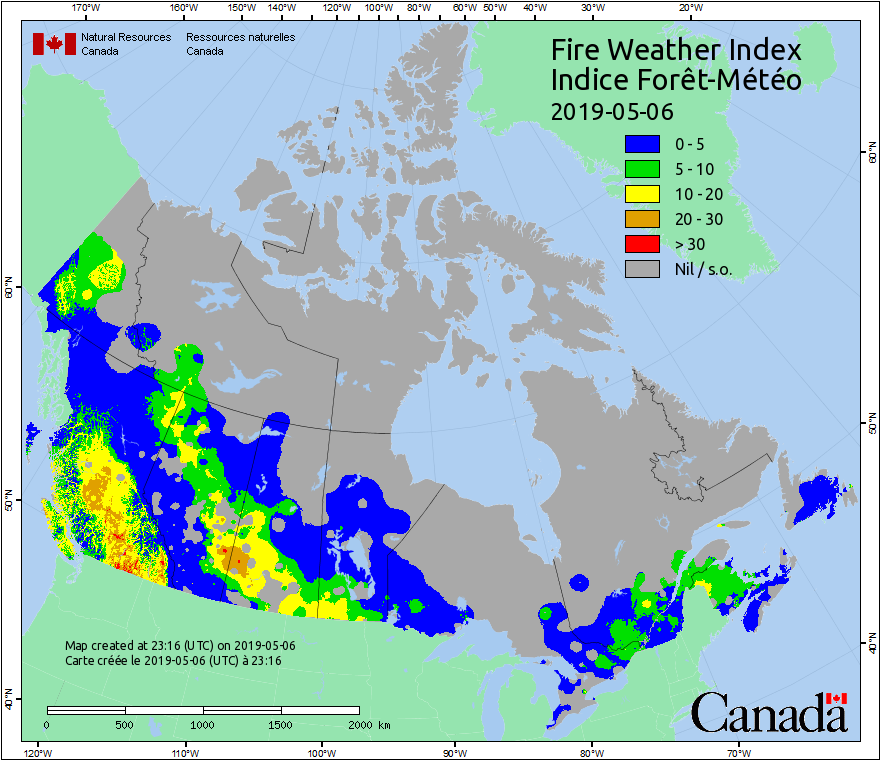 170°W 160°W 150°W 140°W 120°W 100°W 80°W 60°W 50°W 40°W 30°W 20°W
Natural Resources Ressources naturelles
Canada Canada
Fire Weather Index
Indice Forêt-Météo
2019-05-06
0 - 5
5 - 10
10 - 20
20 - 30
> 30
Nil / s.o.
60°N
60°N
50°N
50°N
40°N
40°N
Map created at 23:16 (UTC) on 2019-05-06
Carte créée le 2019-05-06 (UTC) à 23:16
0 500 1000 1500 2000 km
Canada
120°W 110°W 100°W 90°W 80°W 70°W